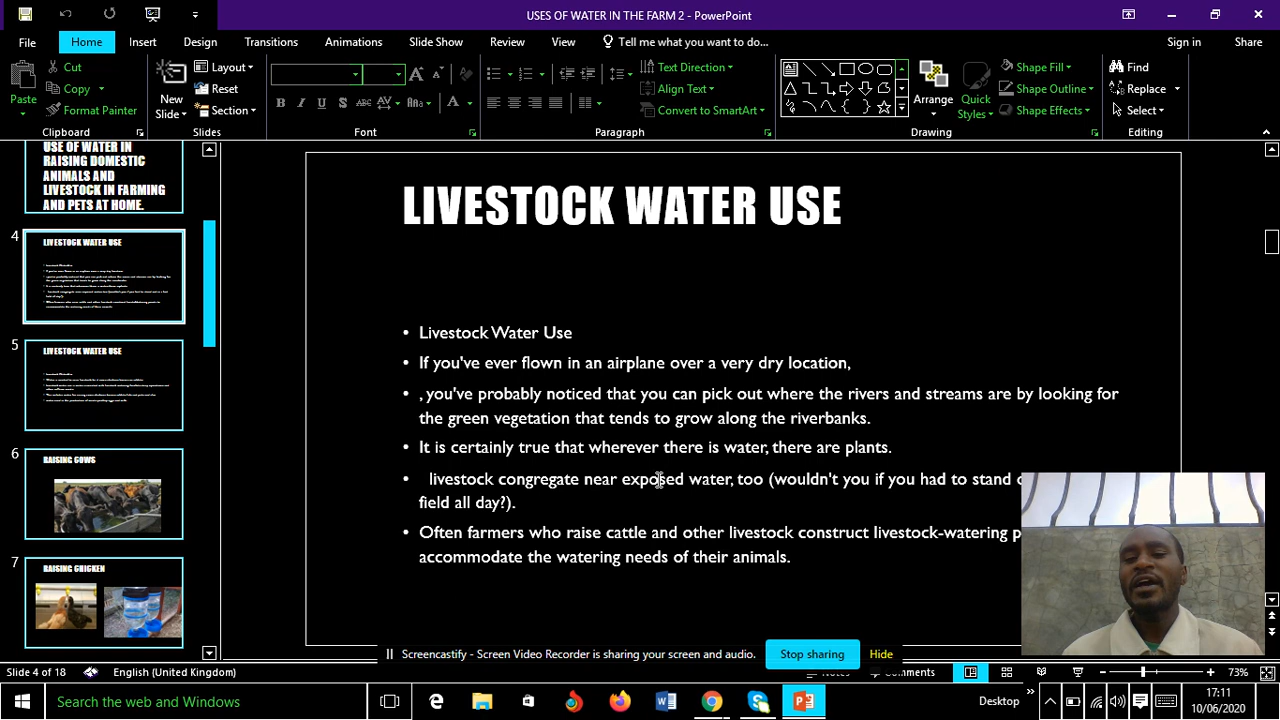 USES OF WATER IN THE FARM 2 - PowerPoint
File
Home
Insert
Design
Transitions
Animations
Slide Show
Review
View
Tell me what you want to do...
Sign in
Share
Paste
Cut
Copy
Format Painter
Clipboard
New
Slide
Layout
Reset
Section
Slides
B I U S abc AV Aa A
Font
Text Direction
Align Text
Convert to SmartArt
Paragraph
Arrange
Quick
Styles
Shape Fill
Shape Outline
Shape Effects
Drawing
Find
Replace
Select
Editing
USE OF WATER IN
RAISING DOMESTIC
ANIMALS AND
LIVESTOCK IN FARMING
AND PETS AT HOME.
4
LIVESTOCK WATER USE
5
LIVESTOCK WATER USE
6
RAISING COWS
7
RAISING CHICKEN
LIVESTOCK WATER USE
• Livestock Water Use
• If you've ever flown in an airplane over a very dry location,
• , you've probably noticed that you can pick out where the rivers and streams are by looking for
the green vegetation that tends to grow along the riverbanks.
• It is certainly true that wherever there is water, there are plants.
• livestock congregate near exposed water, too (wouldn't you if you had to stand
field all day?).
• Often farmers who raise cattle and other livestock construct livestock-watering
accommodate the watering needs of their animals.
Screencastify - Screen Video Recorder is sharing your screen and audio.
Stop sharing
Hide
Slide 4 of 18
English (United Kingdom)
Notes
Comments
73%
Search the web and Windows
Desktop
17:11
10/06/2020